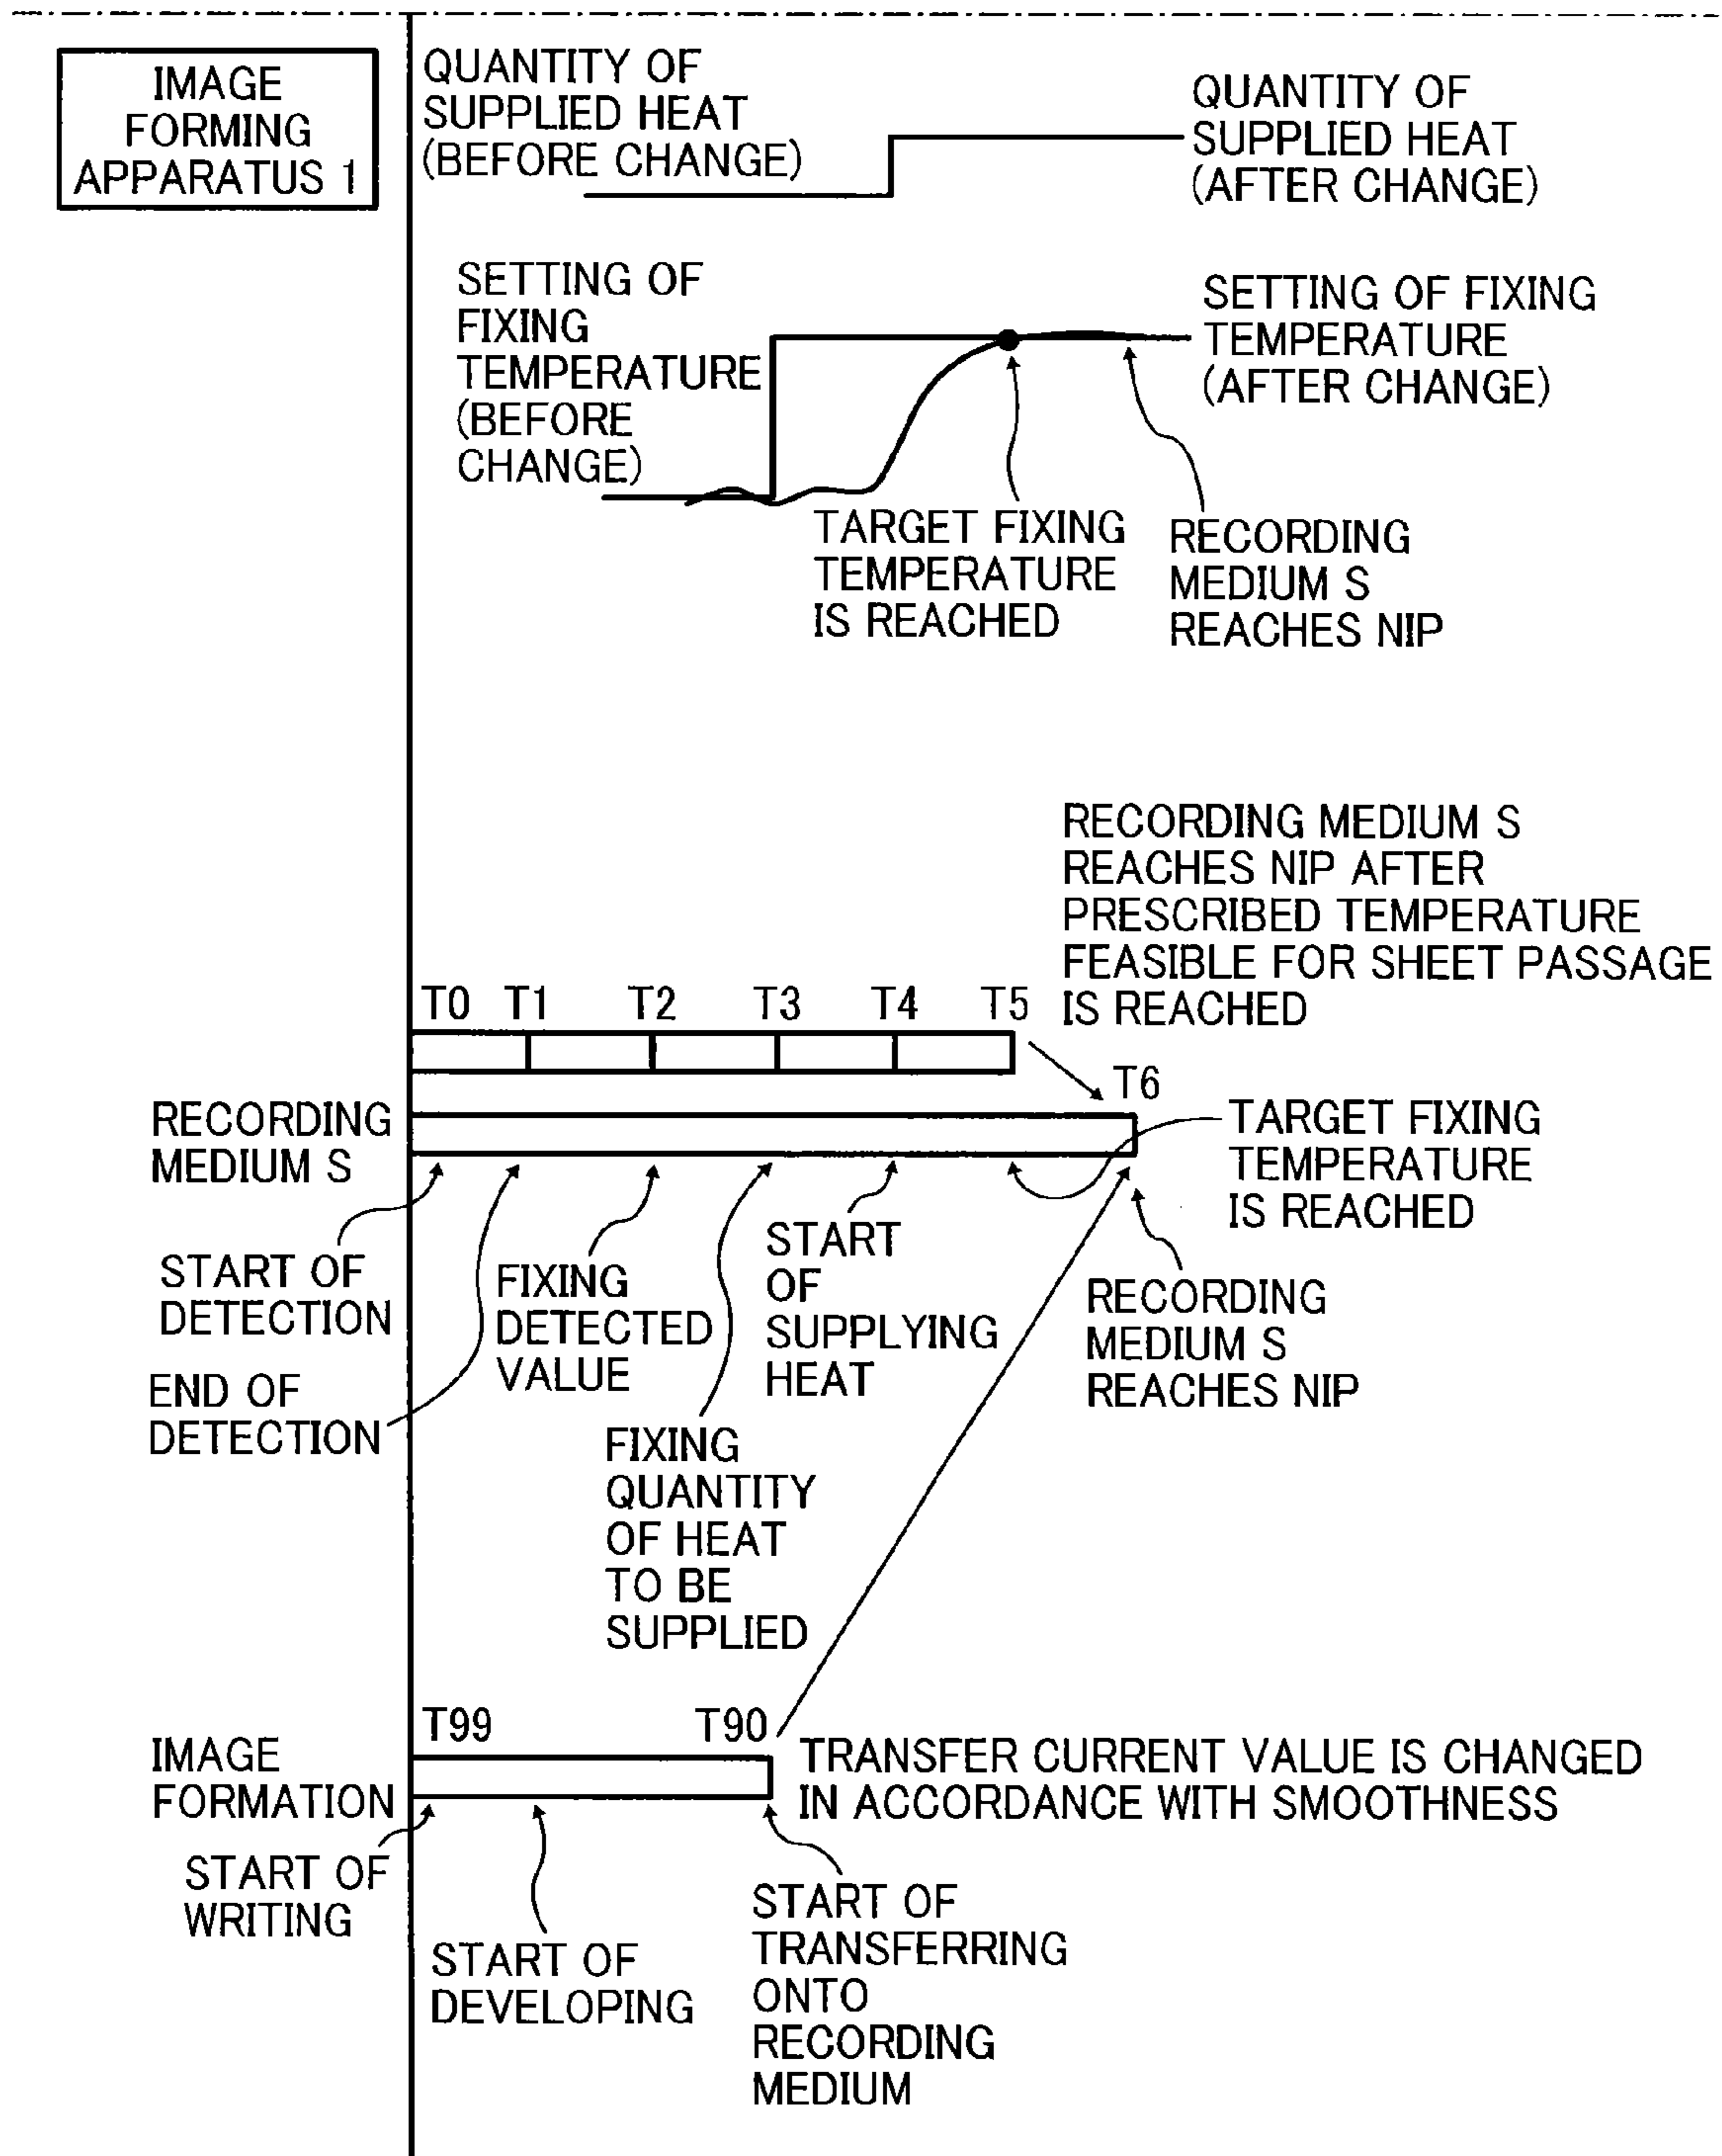 IMAGE
FORMING
APPARATUS 1
QUANTITY OF
SUPPLIED HEAT
(BEFORE CHANGE)
QUANTITY OF
SUPPLIED HEAT
(AFTER CHANGE)
SETTING OF
FIXING
TEMPERATURE
(BEFORE
CHANGE)
SETTING OF FIXING
TEMPERATURE
(AFTER CHANGE)
TARGET FIXING
TEMPERATURE
IS REACHED
RECORDING
MEDIUM S
REACHES NIP
RECORDING MEDIUM S
REACHES NIP AFTER
PRESCRIBED TEMPERATURE
FEASIBLE FOR SHEET PASSAGE
IS REACHED
T0 T1 T2 T3 T4 T5
T6
RECORDING
MEDIUM S
TARGET FIXING
TEMPERATURE
IS REACHED
START OF
DETECTION
END OF
DETECTION
FIXING
DETECTED
VALUE
FIXING
QUANTITY
OF HEAT
TO BE
SUPPLIED
START
OF
SUPPLYING
HEAT
RECORDING
MEDIUM S
REACHES NIP
T99 T90
IMAGE
FORMATION
TRANSFER CURRENT VALUE IS CHANGED
IN ACCORDANCE WITH SMOOTHNESS
START OF
WRITING
START OF
DEVELOPING
START OF
TRANSFERRING
ONTO
RECORDING
MEDIUM